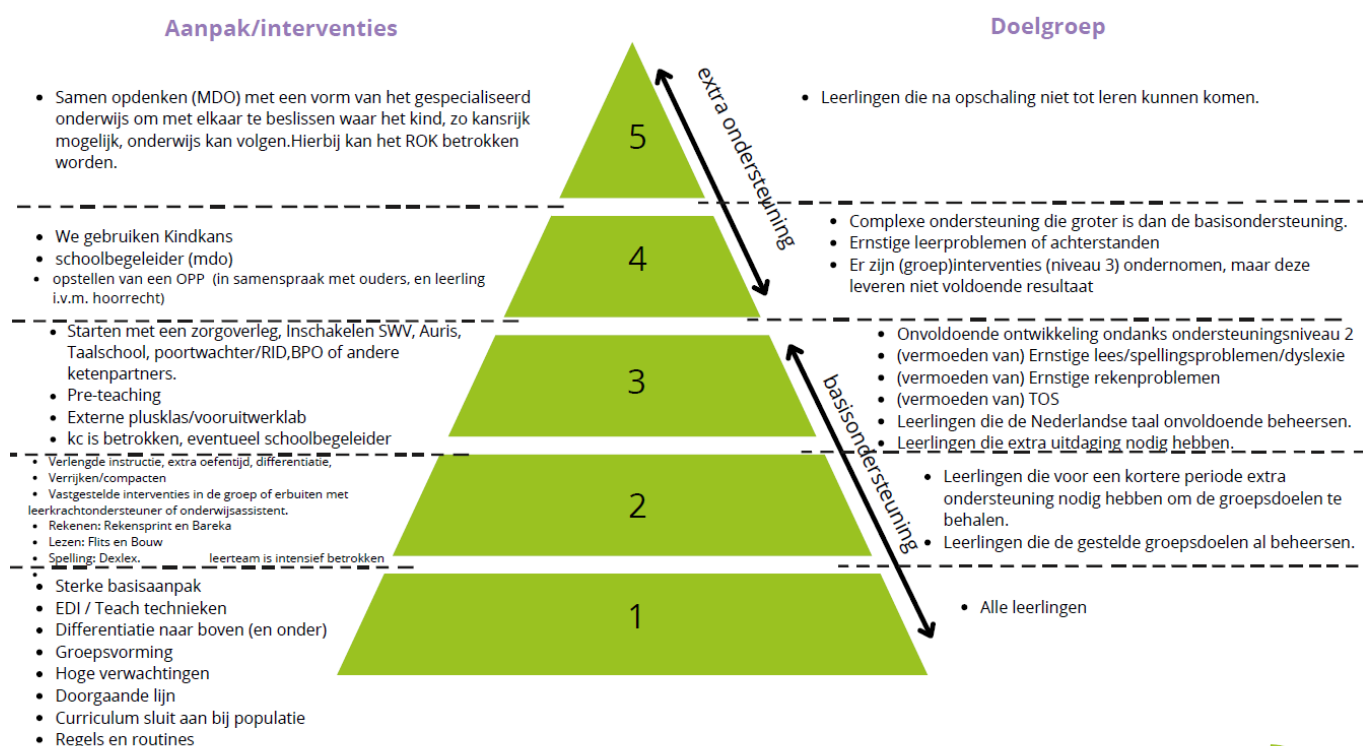 Aanpak/interventies
Doelgroep
• Samen opdenken (MDO) met een vorm van het gespecialiseerd
onderwijs om met elkaar te beslissen waar het kind, zo kansrijk
mogelijk, onderwijs kan volgen.Hierbij kan het ROK betrokken
worden.
5
extra ondersteuning
• Leerlingen die na opschaling niet tot leren kunnen komen.
• We gebruiken Kindkans
• schoolbegeleider (mdo)
• opstellen van een OPP (in samenspraak met ouders, en leerling
i.v.m. hoorrecht)
4
• Complexe ondersteuning die groter is dan de basisondersteuning.
• Ernstige leerproblemen of achterstanden
• Er zijn (groep)interventies (niveau 3) ondernomen, maar deze
leveren niet voldoende resultaat
• Starten met een zorgoverleg, Inschakelen SWV, Auris,
Taalschool, poortwachter/RID,BPO of andere
ketenpartners.
• Pre-teaching
• Externe plusklas/vooruitwerklab
• kc is betrokken, eventueel schoolbegeleider
3
basisondersteuning
• Onvoldoende ontwikkeling ondanks ondersteuningsniveau 2
• (vermoeden van) Ernstige lees/spellingsproblemen/dyslexie
• (vermoeden van) Ernstige rekenproblemen
• (vermoeden van) TOS
• Leerlingen die de Nederlandse taal onvoldoende beheersen.
• Leerlingen die extra uitdaging nodig hebben.
• Verlengde instructie, extra oefentijd, differentiatie,
• Verrijken/compacten
• Vastgestelde interventies in de groep of erbuiten met
leerkrachtondersteuner of onderwijsassistent.
• Rekenen: Rekensprint en Bareka
• Lezen: Flits en Bouw
• Spelling: Dexlex. leerteam is intensief betrokken
2
• Leerlingen die voor een kortere periode extra
ondersteuning nodig hebben om de groepsdoelen te
behalen.
• Leerlingen die de gestelde groepsdoelen al beheersen.
• Sterke basisaanpak
• EDI / Teach technieken
• Differentiatie naar boven (en onder)
• Groepsvorming
• Hoge verwachtingen
• Doorgaande lijn
• Curriculum sluit aan bij populatie
• Regels en routines
1
• Alle leerlingen